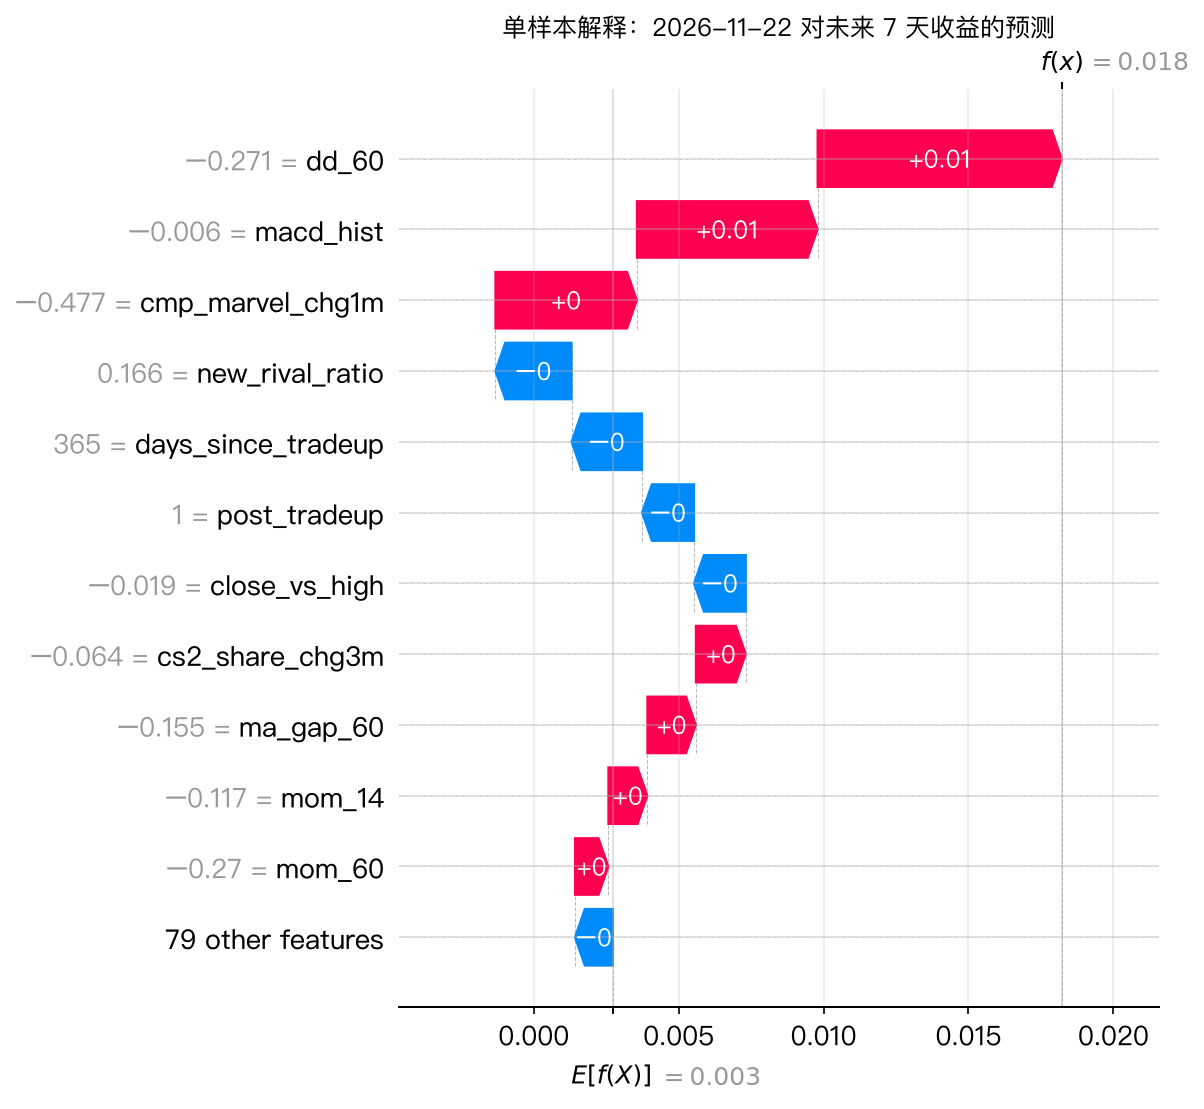 单样本解释：2026−11−22 对未来 7 天收益的预测
f(x) = 0.018
−0.271 = dd_60
+0.01
−0.006 = macd_hist
+0.01
−0.477 = cmp_marvel_chg1m
+0
0.166 = new_rival_ratio
−0
365 = days_since_tradeup
−0
1 = post_tradeup
−0
−0.019 = close_vs_high
−0
−0.064 = cs2_share_chg3m
+0
−0.155 = ma_gap_60
+0
−0.117 = mom_14
+0
−0.27 = mom_60
+0
79 other features
−0
0.000 0.005 0.010 0.015 0.020
E[f(X)] = 0.003